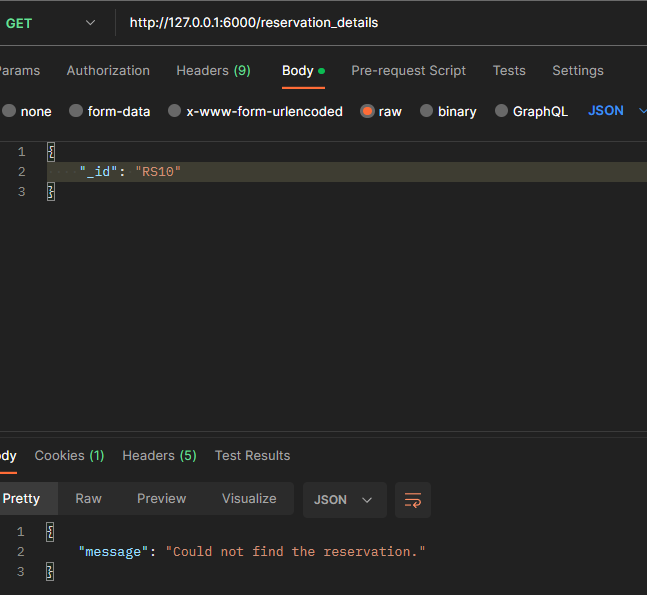 GET http://127.0.0.1:6000/reservation_details
Params Authorization Headers (9) Body Pre-request Script Tests Settings
none form-data x-www-form-urlencoded raw binary GraphQL JSON
1 {
2 "_id": "RS10"
3 }
Body Cookies (1) Headers (5) Test Results
Pretty Raw Preview Visualize JSON
1 {
2 "message": "Could not find the reservation."
3 }